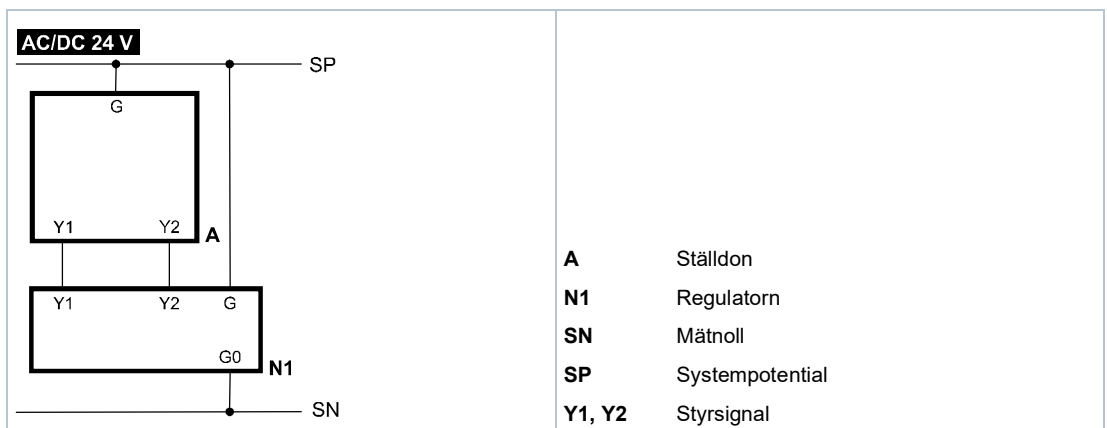 AC/DC 24 V
SP
G
Y1 Y2
A
Y1 Y2 G
G0
N1
SN
A Ställdon
N1 Regulatorn
SN Mätnoll
SP Systempotential
Y1, Y2 Styrsignal